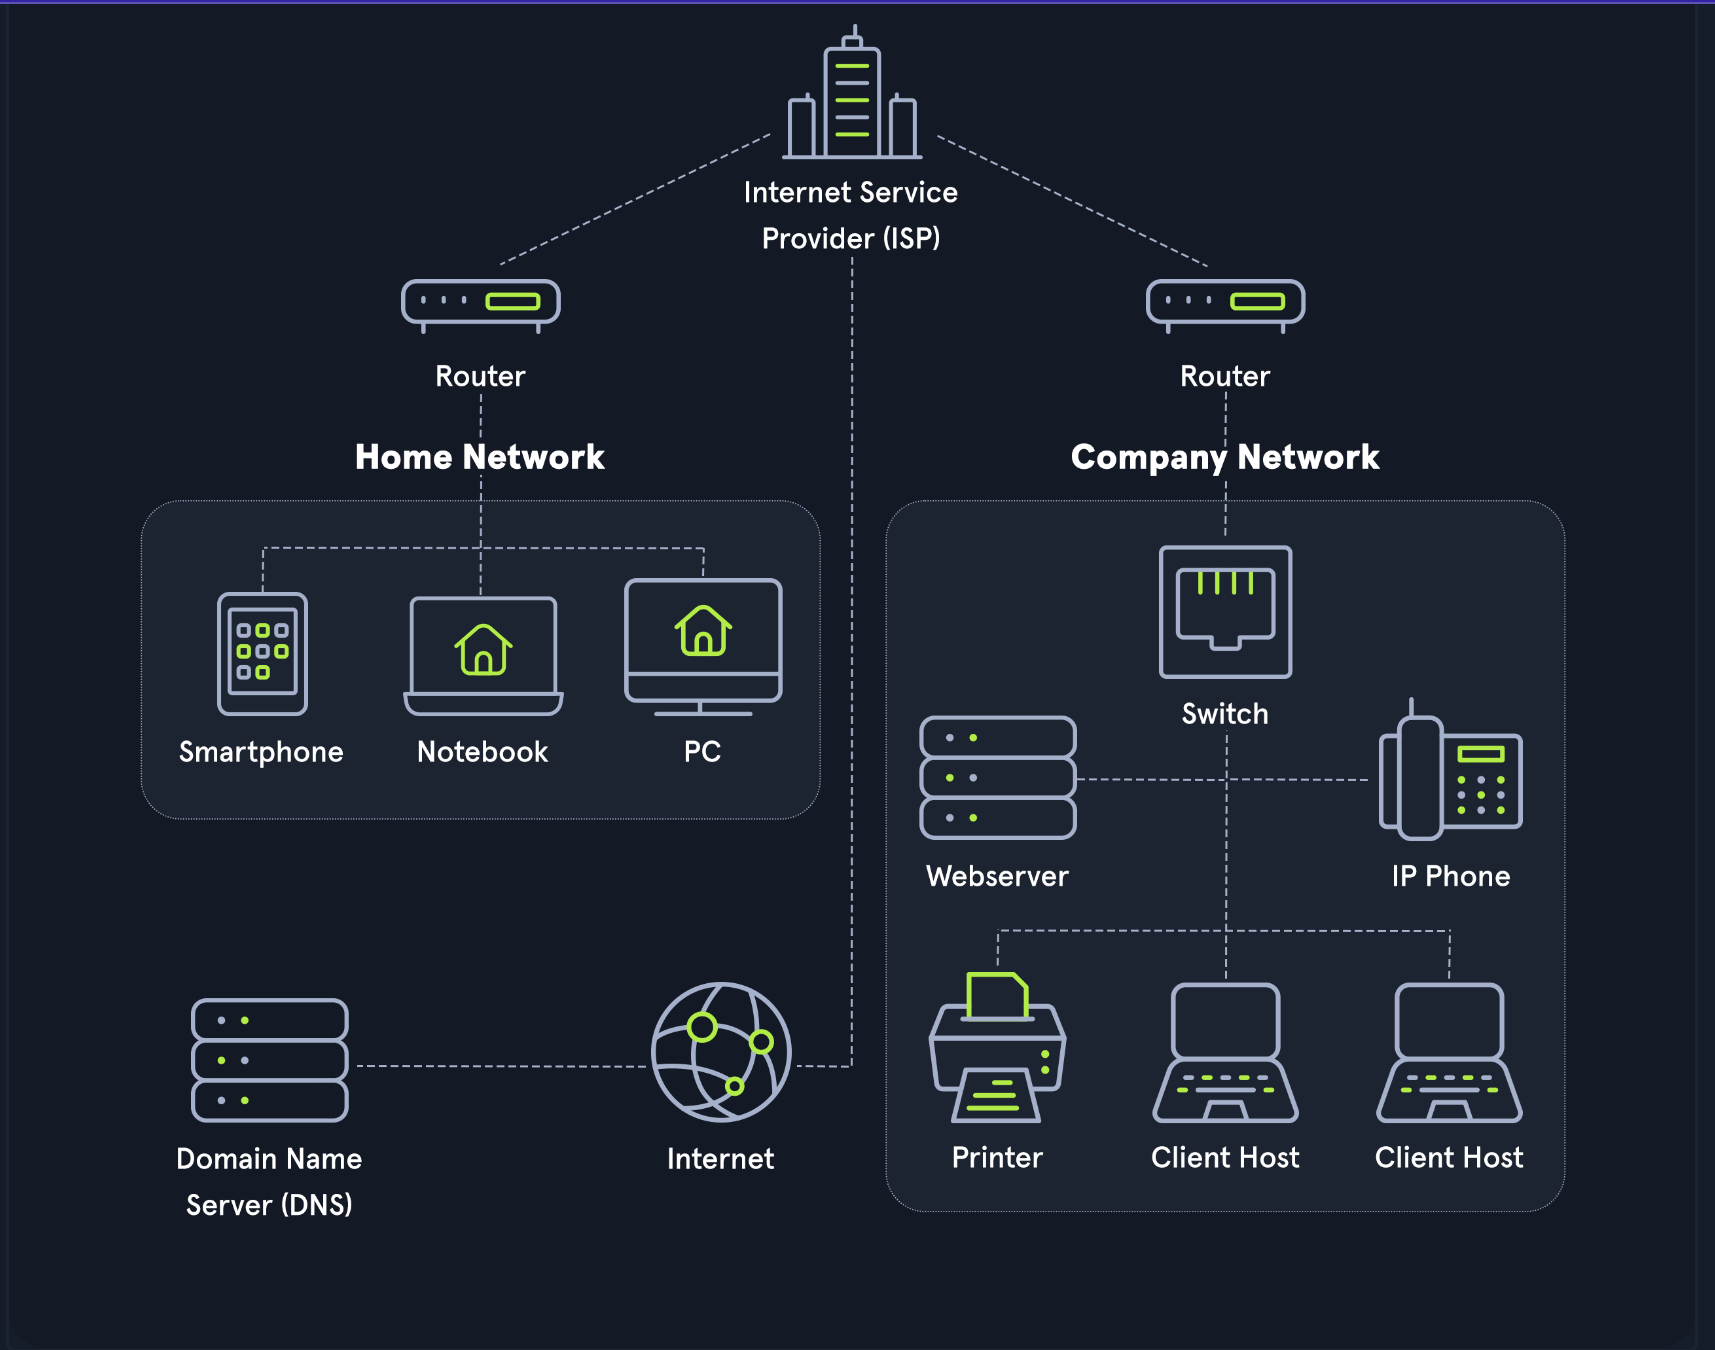 Internet Service
Provider (ISP)
Router
Router
Home Network
Company Network
Smartphone
Notebook
PC
Switch
Webserver
IP Phone
Domain Name
Server (DNS)
Internet
Printer
Client Host
Client Host